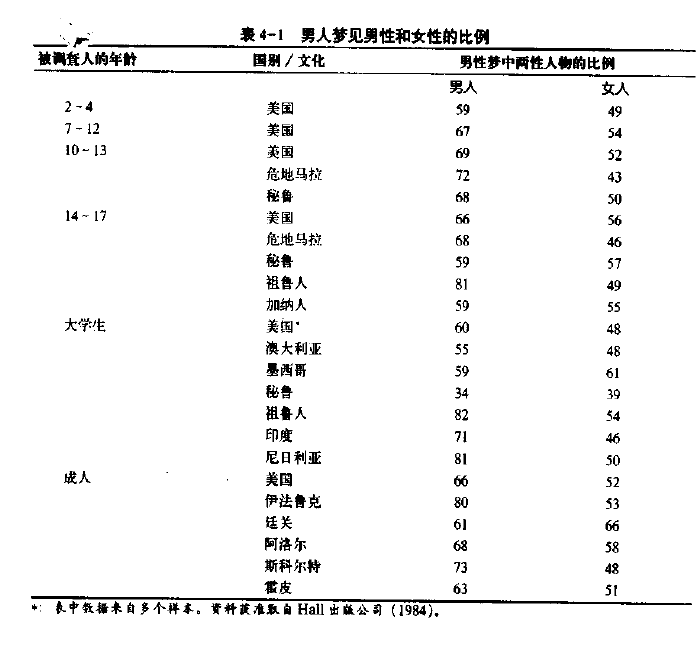 表4-1 男人梦见男性和女性的比例
被调查人的年龄 国别/文化 男性梦中两性人物的比例
男人 女人
2~4 美国 59 49
7~12 美国 67 54
10~13 美国 69 52
危地马拉 72 43
秘鲁 68 50
14~17 美国 66 56
危地马拉 68 46
秘鲁 59 57
祖鲁人 81 49
加纳人 59 55
大学生 美国* 60 48
澳大利亚 55 48
墨西哥 59 61
秘鲁 34 39
祖鲁人 82 54
印度 71 46
尼日利亚 81 50
成人 美国 66 52
伊法鲁克 80 53
廷关 61 66
阿洛尔 68 58
斯科尔特 73 48
霍皮 63 51
*: 表中数据来自多个样本。资料获准取自 Hall 出版公司 (1984)。